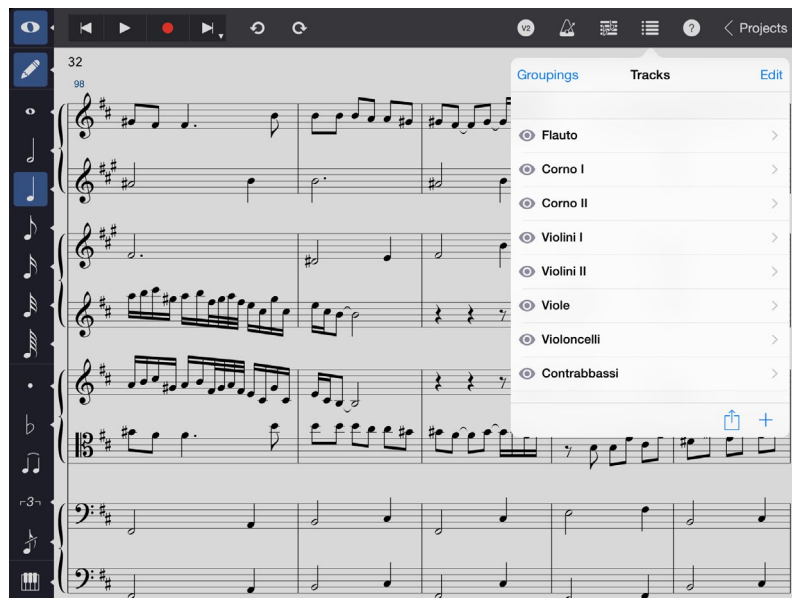 V2
?
Projects
32
98
Groupings
Tracks
Edit
Flauto
Corno I
Corno II
Violini I
Violini II
Viole
Violoncelli
Contrabbassi
3